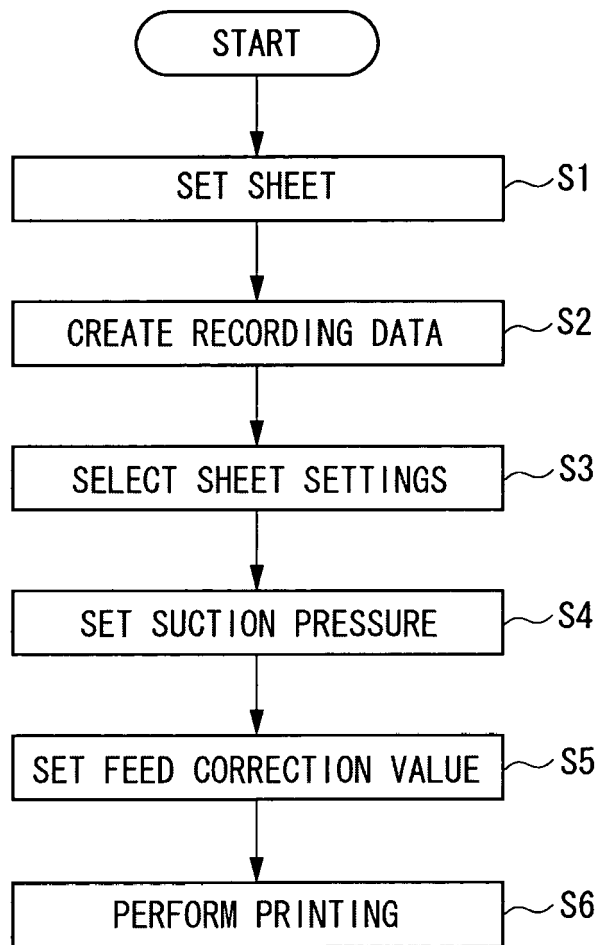 START
SET SHEET S1
CREATE RECORDING DATA S2
SELECT SHEET SETTINGS S3
SET SUCTION PRESSURE S4
SET FEED CORRECTION VALUE S5
PERFORM PRINTING S6